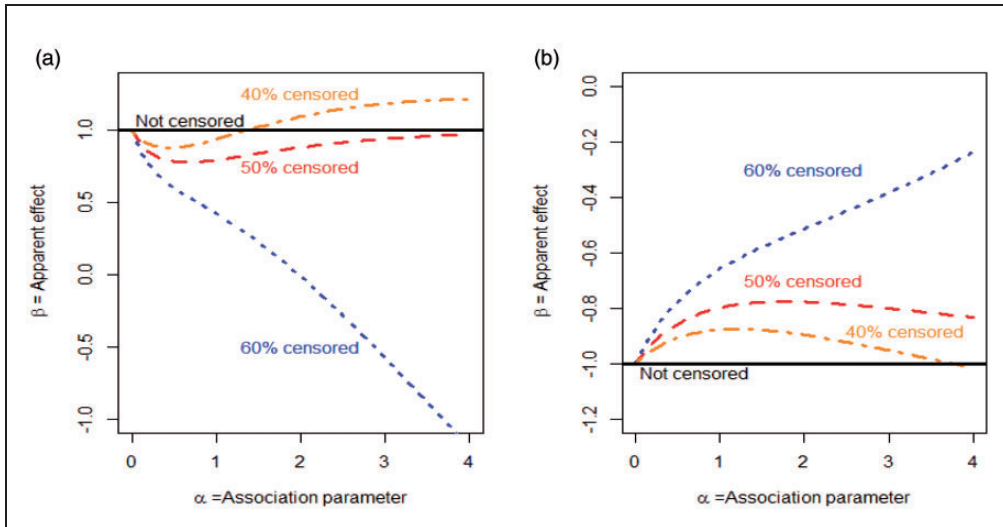 (a)
40% censored
Not censored
50% censored
60% censored
1.0
0.5
0.0
-0.5
-1.0
β = Apparent effect
0 1 2 3 4
α =Association parameter
(b)
60% censored
50% censored
40% censored
Not censored
0.0
-0.2
-0.4
-0.6
-0.8
-1.0
-1.2
β = Apparent effect
0 1 2 3 4
α =Association parameter